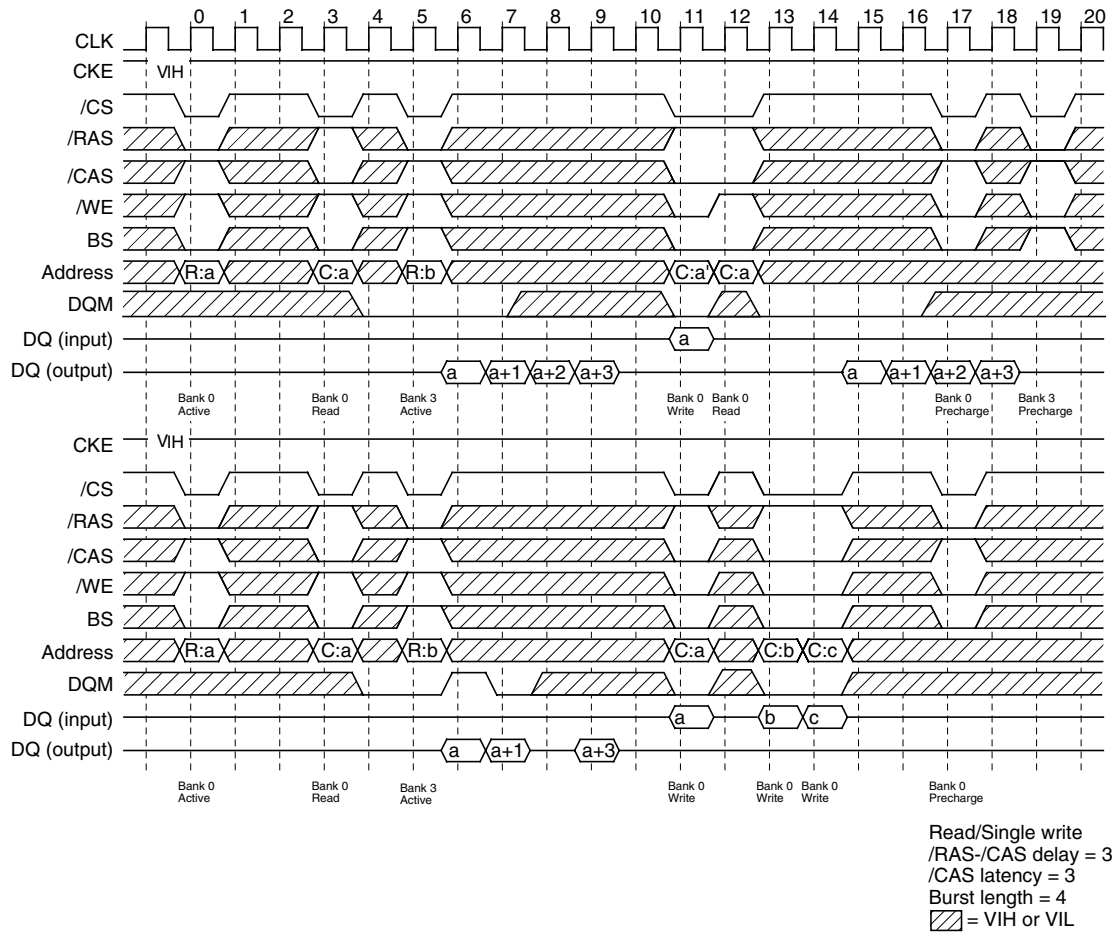 0 1 2 3 4 5 6 7 8 9 10 11 12 13 14 15 16 17 18 19 20
CLK
CKE VIH
/CS
/RAS
/CAS
/WE
BS
Address R:a C:a R:b C:a' C:a
DQM
DQ (input) a
DQ (output) a a+1 a+2 a+3 a a+1 a+2 a+3
Bank 0 Bank 0 Bank 3 Bank 0 Bank 0 Bank 0 Bank 3
Active Read Active Write Read Precharge Precharge
CKE VIH
/CS
/RAS
/CAS
/WE
BS
Address R:a C:a R:b C:a C:b C:c
DQM
DQ (input) a b c
DQ (output) a a+1 a+3
Bank 0 Bank 0 Bank 3 Bank 0 Bank 0 Bank 0 Bank 0
Active Read Active Write Write Write Precharge
Read/Single write
/RAS-/CAS delay = 3
/CAS latency = 3
Burst length = 4
= VIH or VIL